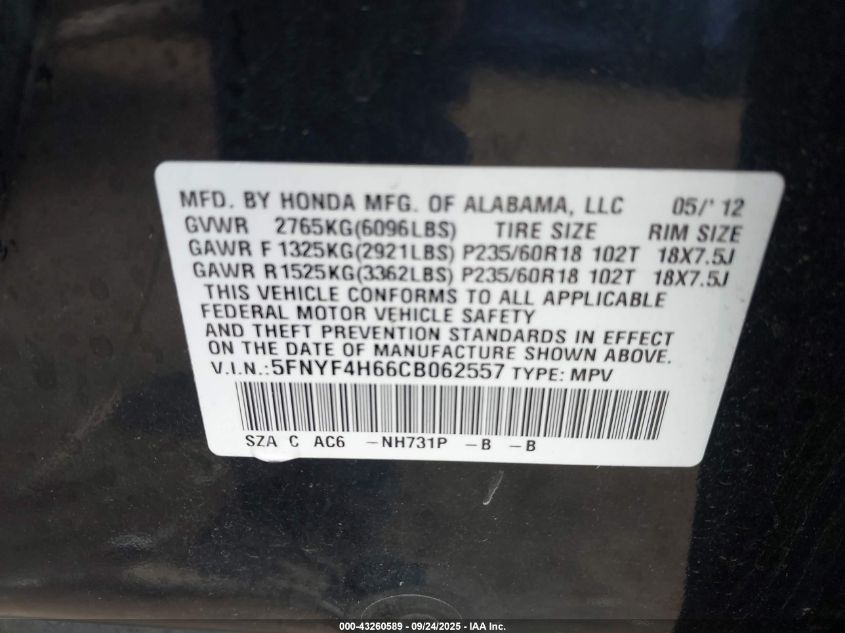 MFD. BY HONDA MFG. OF ALABAMA, LLC 05/'12
GVWR 2765KG(6096LBS) TIRE SIZE RIM SIZE
GAWR F 1325KG(2921LBS) P235/60R18 102T 18X7.5J
GAWR R 1525KG(3362LBS) P235/60R18 102T 18X7.5J
THIS VEHICLE CONFORMS TO ALL APPLICABLE
FEDERAL MOTOR VEHICLE SAFETY
AND THEFT PREVENTION STANDARDS IN EFFECT
ON THE DATE OF MANUFACTURE SHOWN ABOVE.
V.I.N.:5FNYF4H66CB062557 TYPE: MPV
SZA C AC6 -NH731P -B -B
000-43260589 - 09/24/2025 - IAA Inc.